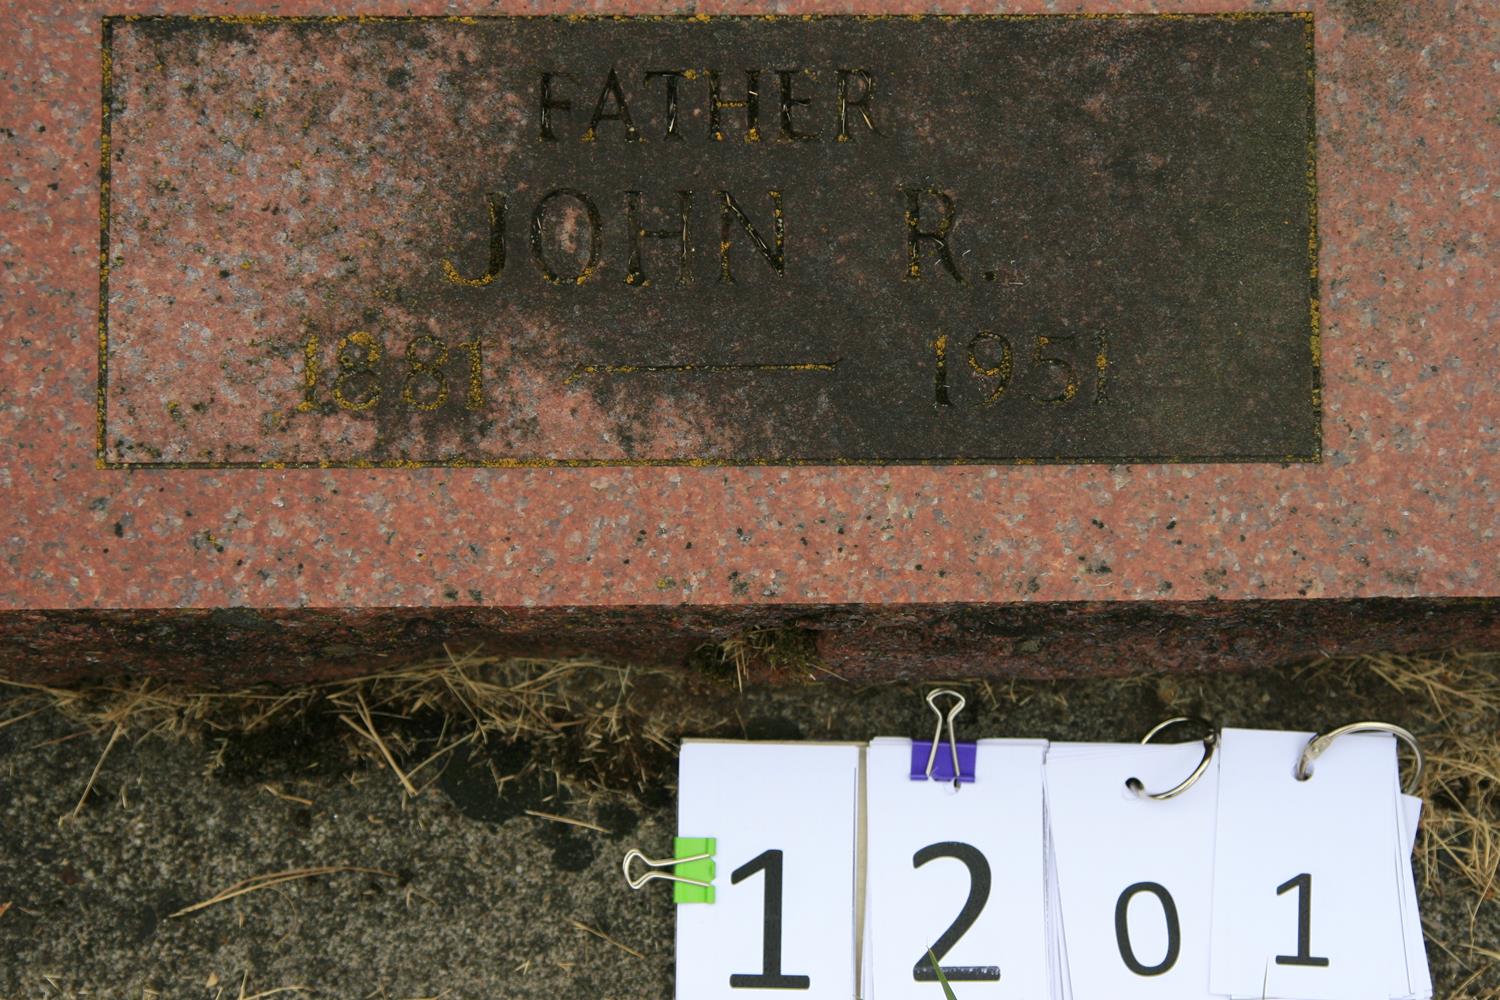 FATHER
JOHN R.
1881 — 1951
1 2 0 1